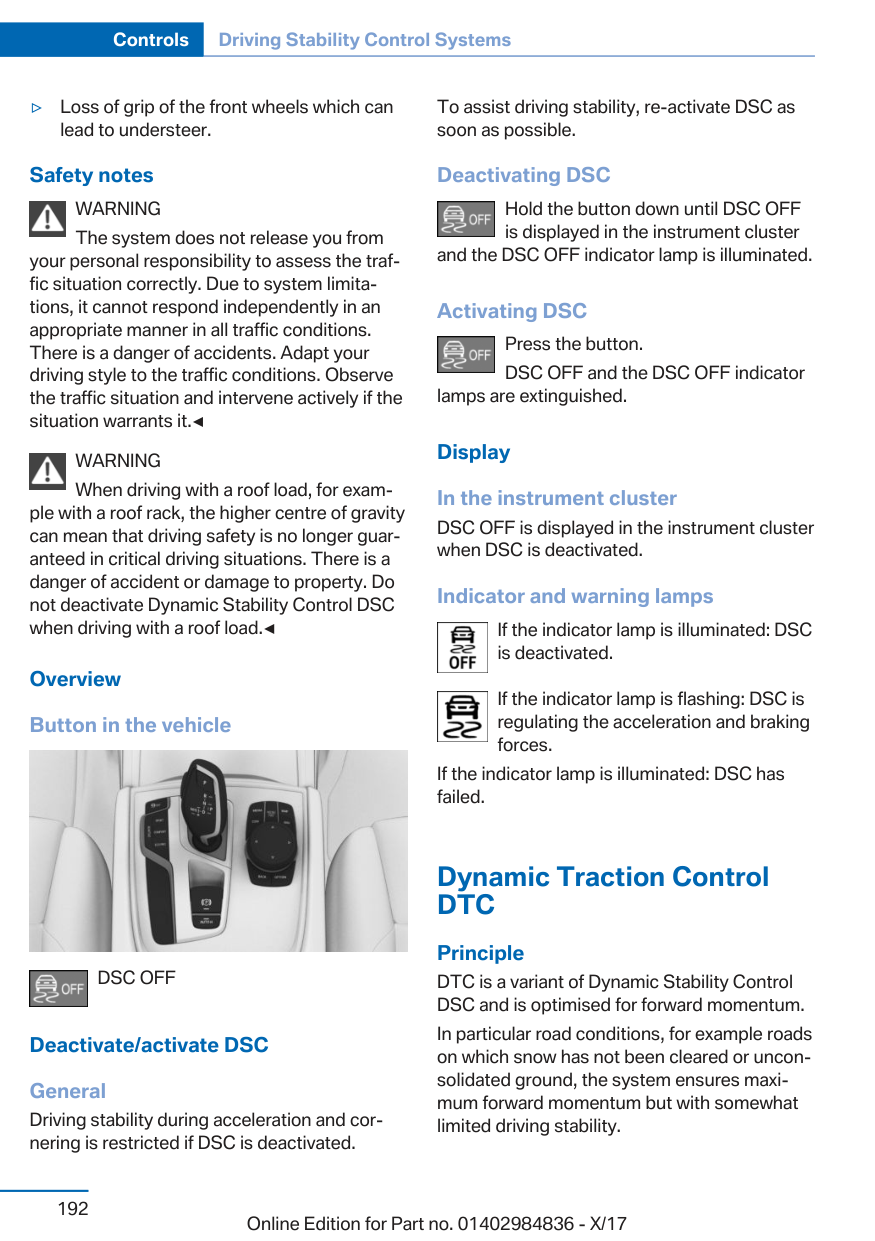 Controls
Driving Stability Control Systems
▷ Loss of grip of the front wheels which can
lead to understeer.
Safety notes
WARNING
The system does not release you from
your personal responsibility to assess the traf-
fic situation correctly. Due to system limita-
tions, it cannot respond independently in an
appropriate manner in all traffic conditions.
There is a danger of accidents. Adapt your
driving style to the traffic conditions. Observe
the traffic situation and intervene actively if the
situation warrants it.◄
WARNING
When driving with a roof load, for exam-
ple with a roof rack, the higher centre of gravity
can mean that driving safety is no longer guar-
anteed in critical driving situations. There is a
danger of accident or damage to property. Do
not deactivate Dynamic Stability Control DSC
when driving with a roof load.◄
Overview
Button in the vehicle
OFF
DSC OFF
Deactivate/activate DSC
General
Driving stability during acceleration and cor-
nering is restricted if DSC is deactivated.
To assist driving stability, re-activate DSC as
soon as possible.
Deactivating DSC
OFF
Hold the button down until DSC OFF
is displayed in the instrument cluster
and the DSC OFF indicator lamp is illuminated.
Activating DSC
OFF
Press the button.
DSC OFF and the DSC OFF indicator
lamps are extinguished.
Display
In the instrument cluster
DSC OFF is displayed in the instrument cluster
when DSC is deactivated.
Indicator and warning lamps
OFF
If the indicator lamp is illuminated: DSC
is deactivated.
If the indicator lamp is flashing: DSC is
regulating the acceleration and braking
forces.
If the indicator lamp is illuminated: DSC has
failed.
Dynamic Traction Control
DTC
Principle
DTC is a variant of Dynamic Stability Control
DSC and is optimised for forward momentum.
In particular road conditions, for example roads
on which snow has not been cleared or uncon-
solidated ground, the system ensures maxi-
mum forward momentum but with somewhat
limited driving stability.
192
Online Edition for Part no. 01402984836 - X/17